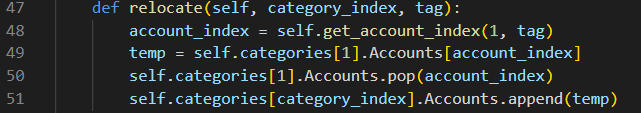 47 def relocate(self, category_index, tag):
48 account_index = self.get_account_index(1, tag)
49 temp = self.categories[1].Accounts[account_index]
50 self.categories[1].Accounts.pop(account_index)
51 self.categories[category_index].Accounts.append(temp)